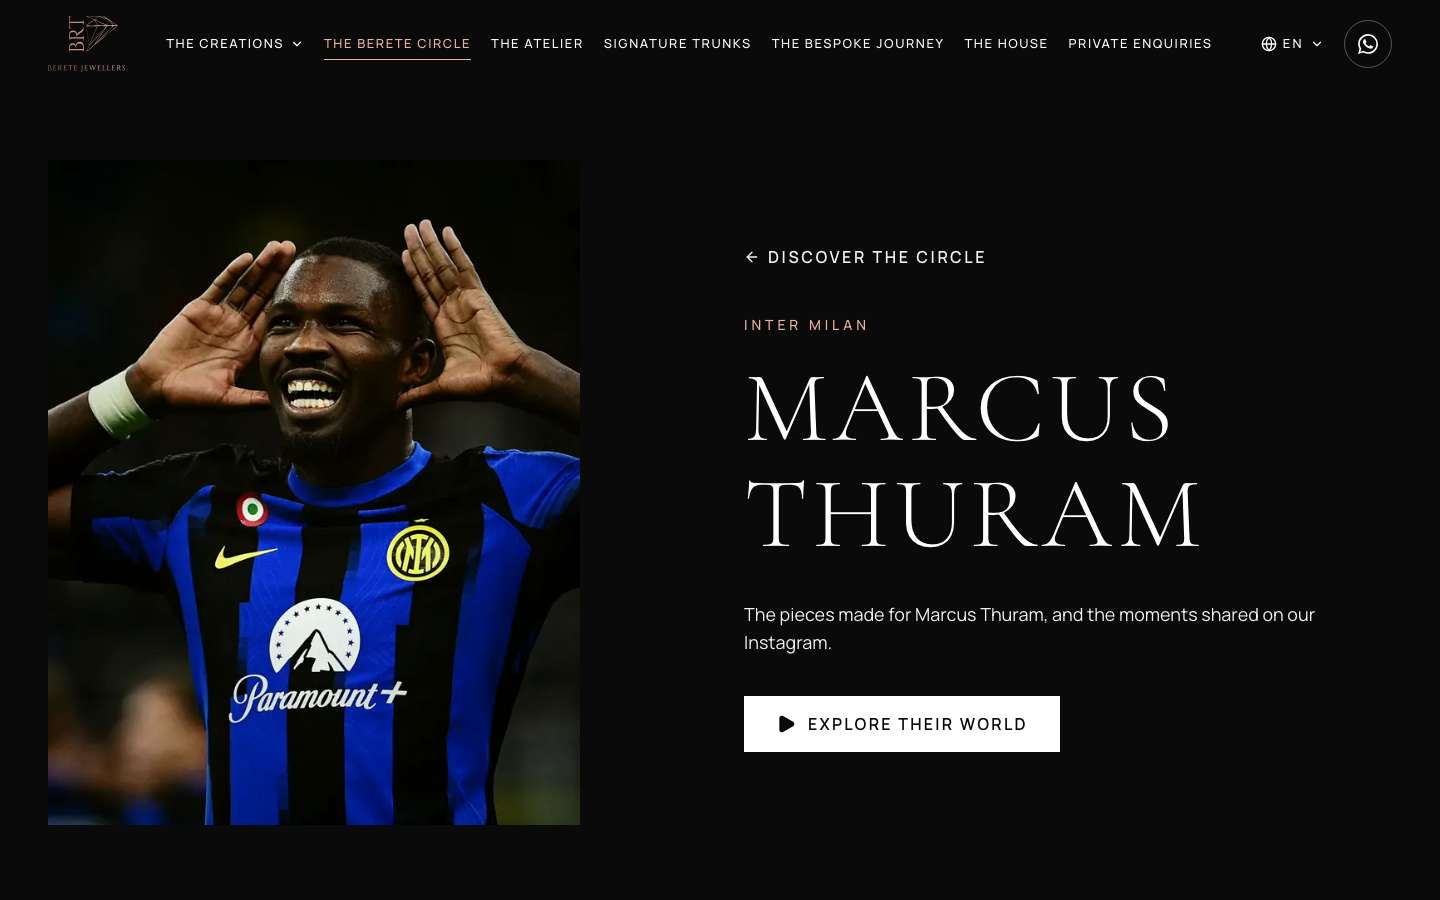 BRT
BERETE JEWELLERS
THE CREATIONS
THE BERETE CIRCLE
THE ATELIER
SIGNATURE TRUNKS
THE BESPOKE JOURNEY
THE HOUSE
PRIVATE ENQUIRIES
EN
← DISCOVER THE CIRCLE
INTER MILAN
MARCUS
THURAM
The pieces made for Marcus Thuram, and the moments shared on our
Instagram.
EXPLORE THEIR WORLD
Paramount+